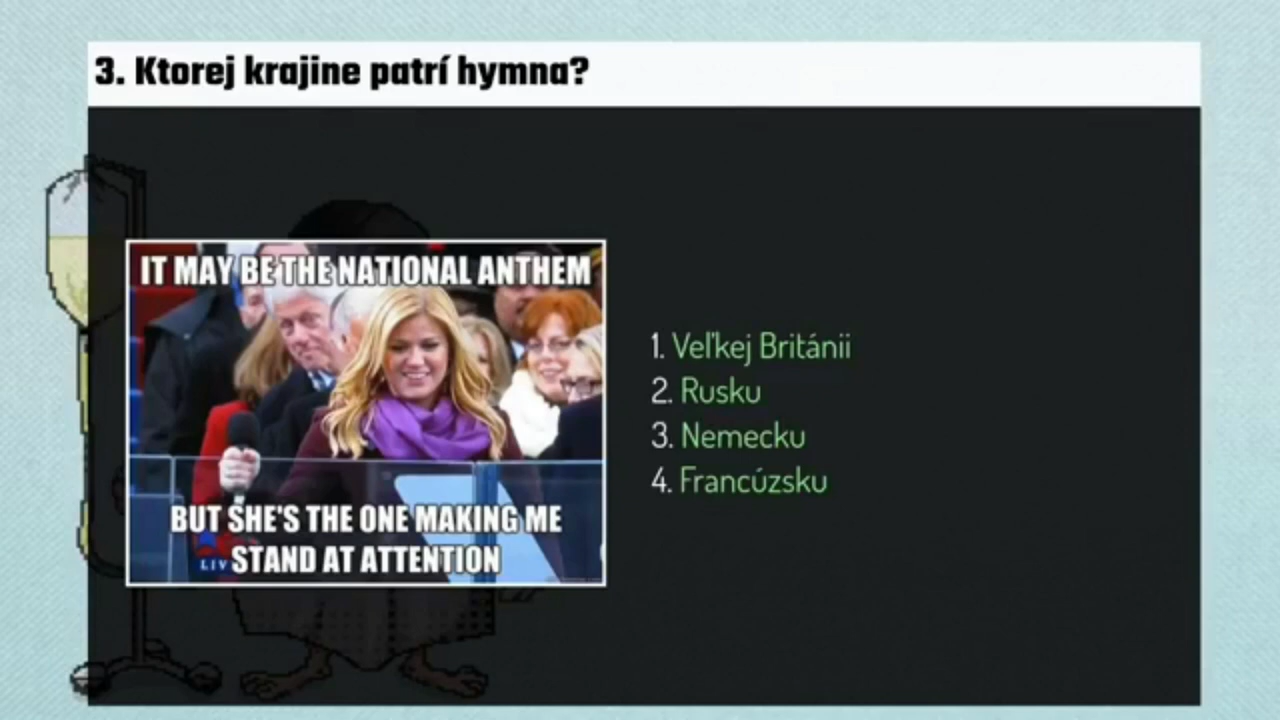 3. Ktorej krajine patrí hymna?
IT MAY BE THE NATIONAL ANTHEM
BUT SHE'S THE ONE MAKING ME
LIV STAND AT ATTENTION
1. Veľkej Británii
2. Rusku
3. Nemecku
4. Francúzsku